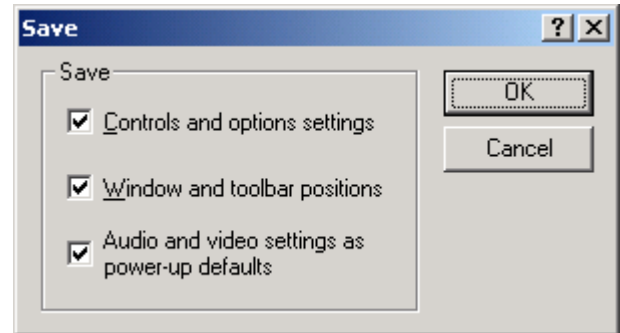 Save
?
Save
Controls and options settings
OK
Cancel
Window and toolbar positions
Audio and video settings as
power-up defaults